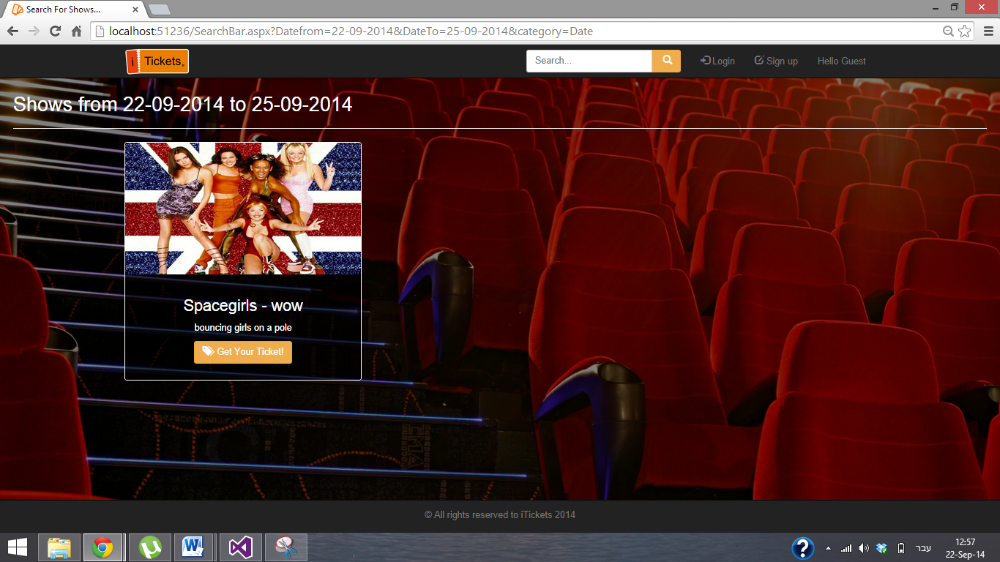 Search For Shows...
localhost:51236/SearchBar.aspx?Datefrom=22-09-2014&DateTo=25-09-2014&category=Date
i Tickets
Search...
Login
Sign up
Hello Guest
Shows from 22-09-2014 to 25-09-2014
Spacegirls - wow
bouncing girls on a pole
Get Your Ticket!
© All rights reserved to iTickets 2014
עבר
12:57
22-Sep-14